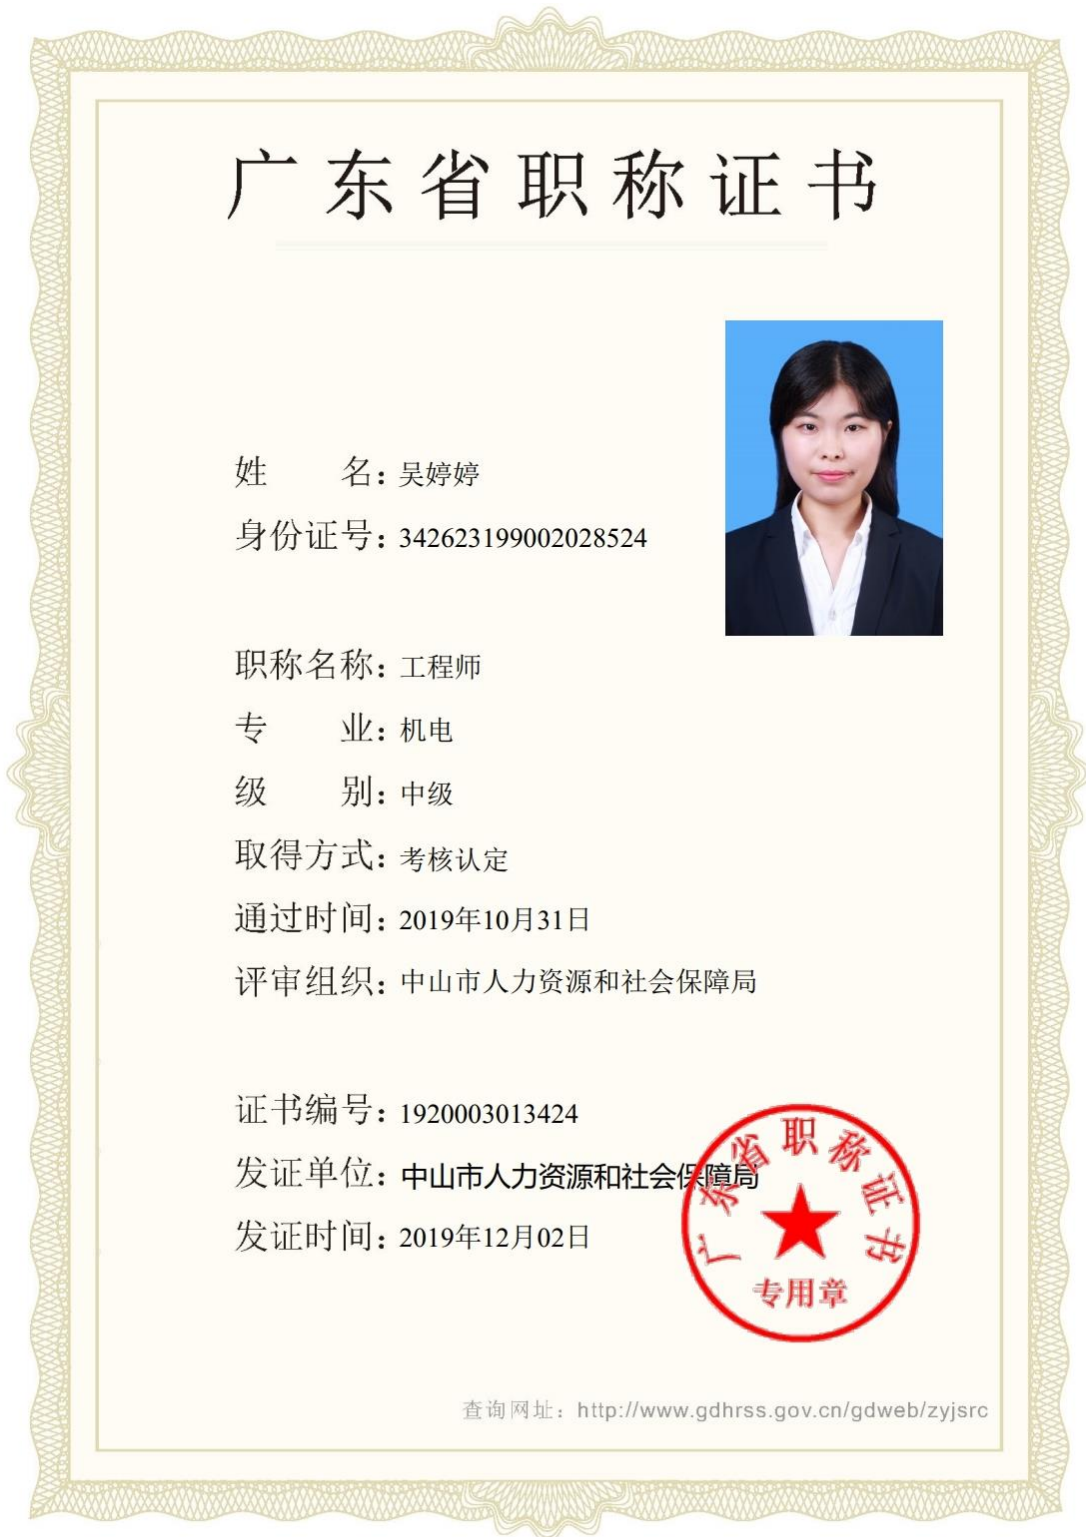 广东省职称证书
姓 名：吴婷婷
身份证号：342623199002028524
职称名称：工程师
专 业：机电
级 别：中级
取得方式：考核认定
通过时间：2019年10月31日
评审组织：中山市人力资源和社会保障局
证书编号：1920003013424
发证单位：中山市人力资源和社会保障局
发证时间：2019年12月02日
广东省职称证书
专用章
查询网址：http://www.gdhrss.gov.cn/gdweb/zyjsrc